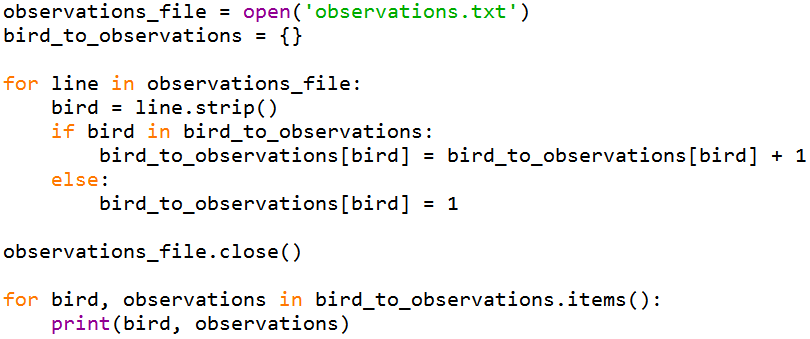 observations_file = open('observations.txt')
bird_to_observations = {}

for line in observations_file:
    bird = line.strip()
    if bird in bird_to_observations:
        bird_to_observations[bird] = bird_to_observations[bird] + 1
    else:
        bird_to_observations[bird] = 1

observations_file.close()

for bird, observations in bird_to_observations.items():
    print(bird, observations)